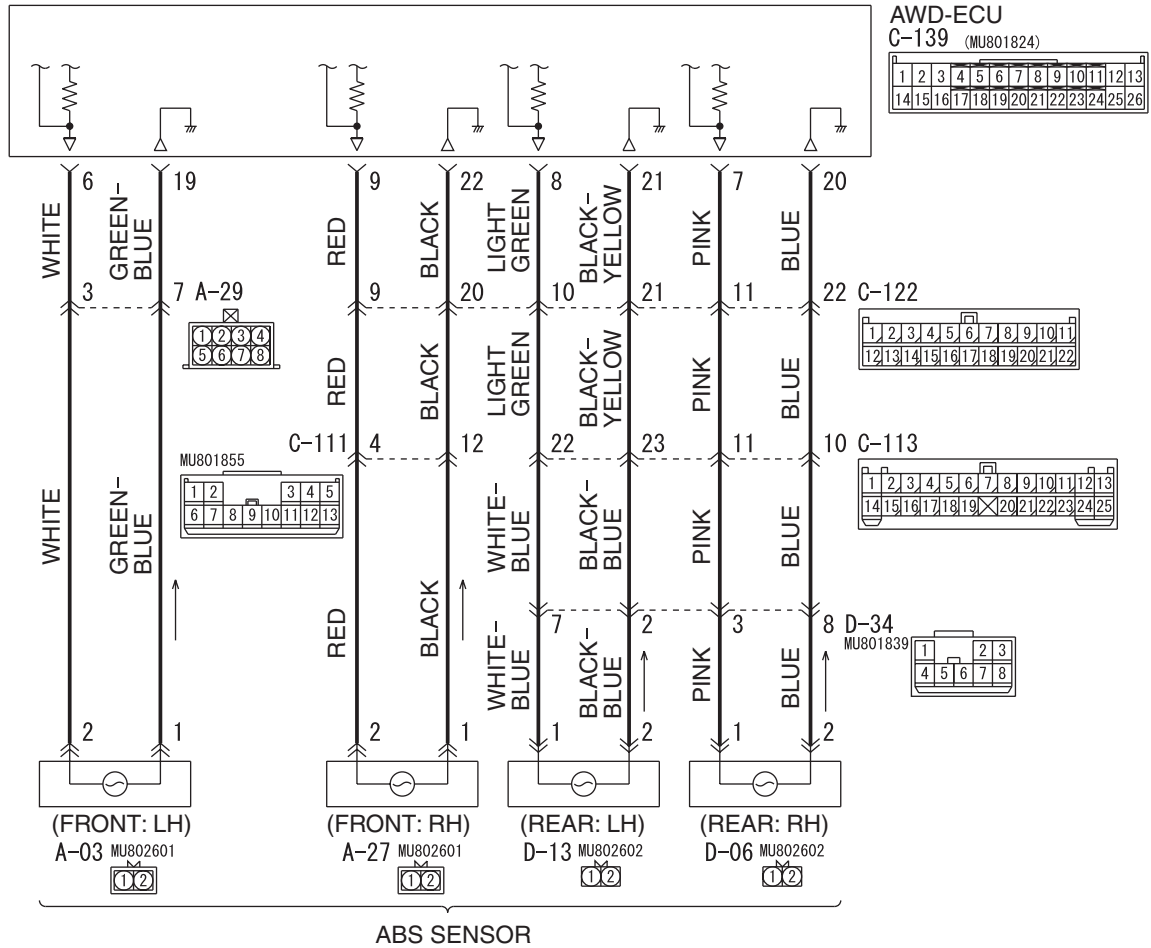 AWD-ECU
C-139 (MU801824)
1 2 3 4 5 6 7 8 9 10 11 12 13
14 15 16 17 18 19 20 21 22 23 24 25 26
6 19 9 22 8 21 7 20
WHITE
GREEN-
BLUE
RED
BLACK
LIGHT
GREEN
BLACK-
YELLOW
PINK
BLUE
3 7 A-29 9 20 10 21 11 22 C-122
1 2 3 4
5 6 7 8
1 2 3 4 5 6 7 8 9 10 11
12 13 14 15 16 17 18 19 20 21 22
RED
BLACK
LIGHT
GREEN
BLACK-
YELLOW
PINK
BLUE
C-111 4 12 22 23 11 10 C-113
MU801855
1 2 3 4 5
6 7 8 9 10 11 12 13
1 2 3 4 5 6 7 8 9 10 11 12 13
14 15 16 17 18 19 20 21 22 23 24 25
WHITE
GREEN-
BLUE
WHITE-
BLUE
BLACK-
BLUE
PINK
BLUE
7 2 3 8 D-34
MU801839
1 2 3
4 5 6 7 8
RED
BLACK
WHITE-
BLUE
BLACK-
BLUE
PINK
BLUE
2 1 2 1 1 2 1 2
(FRONT: LH) (FRONT: RH) (REAR: LH) (REAR: RH)
A-03 MU802601 A-27 MU802601 D-13 MU802602 D-06 MU802602
1 2 1 2 1 2 1 2
ABS SENSOR